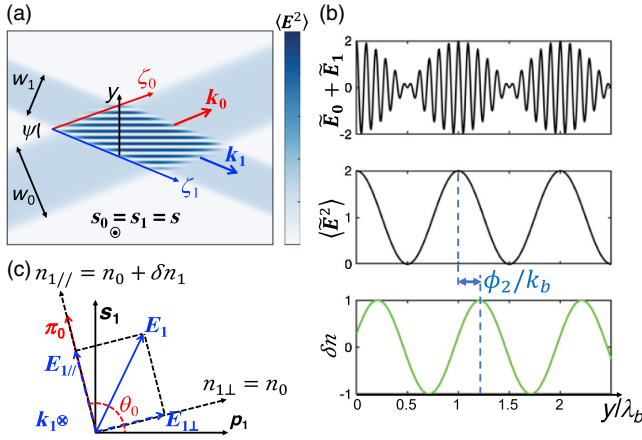 (a)
⟨E²⟩
w₁
y
ζ₀
k₀
ψ
k₁
w₀
ζ₁
s₀ = s₁ = s
(b)
2
0
-2
Ẽ₀ + Ẽ₁
2
1
0
⟨Ẽ²⟩
ϕ₂/k_b
1
0
-1
δn
0 0.5 1 1.5 2 y/λ_b
(c)
n₁// = n₀ + δn₁
π₀
s₁
E₁
E₁//
n₁⊥ = n₀
θ₀
k₁⊗
E₁⊥
p₁